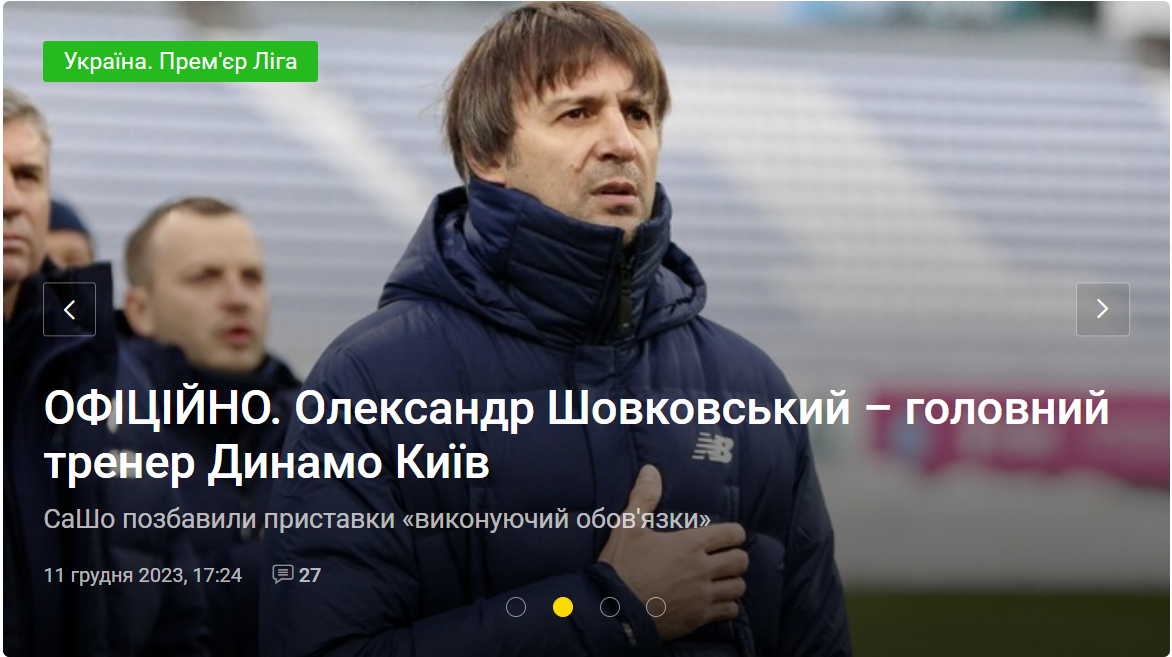 Україна. Прем'єр Ліга
ОФІЦІЙНО. Олександр Шовковський – головний
тренер Динамо Київ
СаШо позбавили приставки «виконуючий обов'язки»
11 грудня 2023, 17:24 27